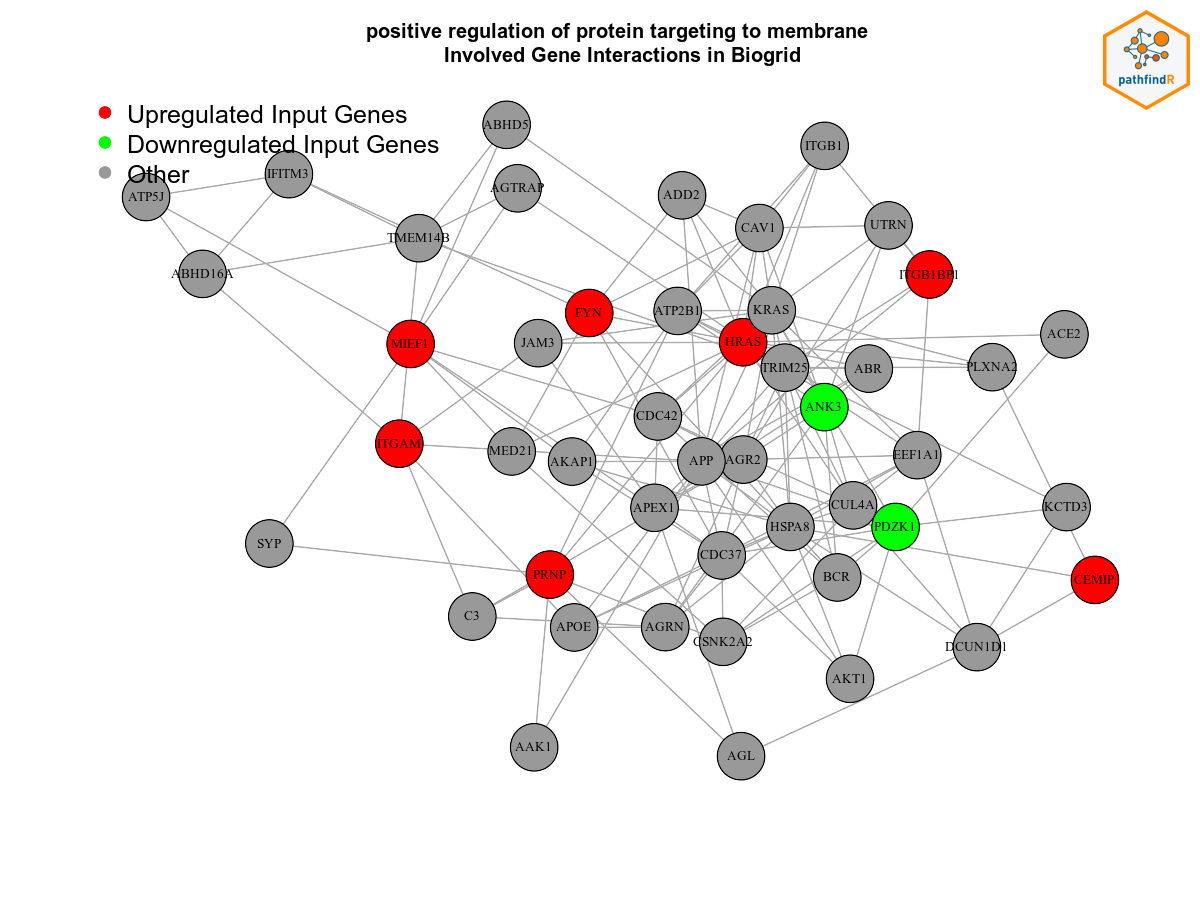 positive regulation of protein targeting to membrane
Involved Gene Interactions in Biogrid
pathfindR
Upregulated Input Genes
Downregulated Input Genes
Other
ABHD5
ITGB1
IFITM3
ATP5J
AGTRAP
ADD2
CAV1
UTRN
TMEM14B
ABHD16A
ITGB1BP1
FYN
ATP2B1
KRAS
MIEF1
JAM3
HRAS
ACE2
TRIM25
ABR
PLXNA2
ANK3
CDC42
ITGAM
MED21
AKAP1
APP
AGR2
EEF1A1
APEX1
CUL4A
KCTD3
HSPA8
PDZK1
SYP
CDC37
PRNP
BCR
CEMIP
C3
APOE
AGRN
CSNK2A2
DCUN1D1
AKT1
AAK1
AGL